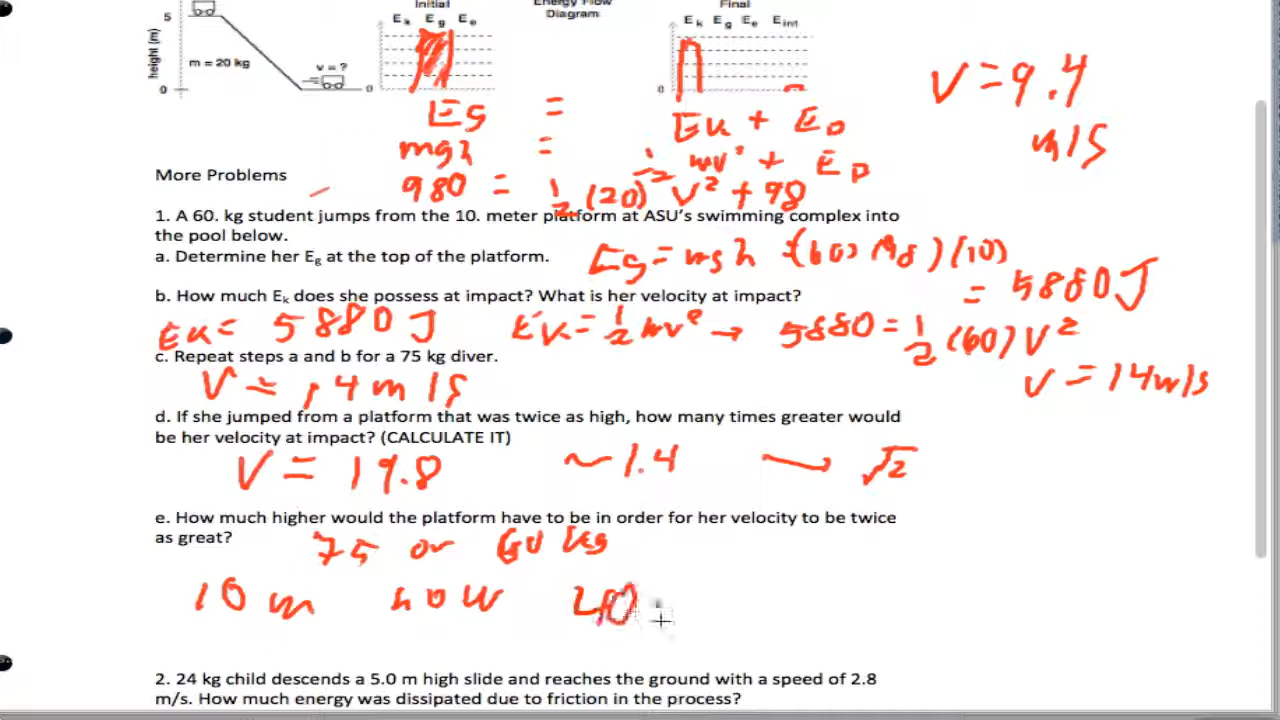 Initial
Energy Flow
Diagram
Final
Ek Eg Ee
Ek Eg Ee Eint
5
height (m)
m = 20 kg
v = ?
0
0
0
V = 9.4
m/s
Eg = Ek + ED
mgh = 1/2 mv² + ED
980 = 1/2 (20) V² + 98
More Problems
1. A 60. kg student jumps from the 10. meter platform at ASU's swimming complex into
the pool below.
a. Determine her Eg at the top of the platform.
Eg = mgh = (60) (9.8) (10)
= 5880 J
b. How much Ek does she possess at impact? What is her velocity at impact?
Ek = 5880 J Ek = 1/2 mv² → 5880 = 1/2 (60) V²
V = 14 m/s
c. Repeat steps a and b for a 75 kg diver.
V = 14 m/s
d. If she jumped from a platform that was twice as high, how many times greater would
be her velocity at impact? (CALCULATE IT)
V = 19.8 ~1.4 √2
e. How much higher would the platform have to be in order for her velocity to be twice
as great?
75 or 60 kg
10 m now 40
2. 24 kg child descends a 5.0 m high slide and reaches the ground with a speed of 2.8
m/s. How much energy was dissipated due to friction in the process?